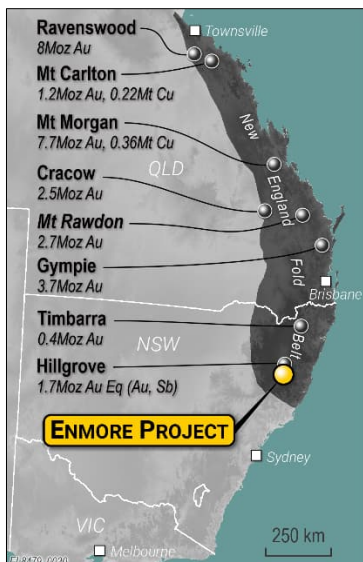 Townsville
Ravenswood
8Moz Au
Mt Carlton
1.2Moz Au, 0.22Mt Cu
Mt Morgan
7.7Moz Au, 0.36Mt Cu
New
England
Fold
Belt
QLD
Cracow
2.5Moz Au
Mt Rawdon
2.7Moz Au
Gympie
3.7Moz Au
Brisbane
Timbarra
0.4Moz Au
NSW
Hillgrove
1.7Moz Au Eq (Au, Sb)
ENMORE PROJECT
Sydney
VIC
Melbourne
250 km